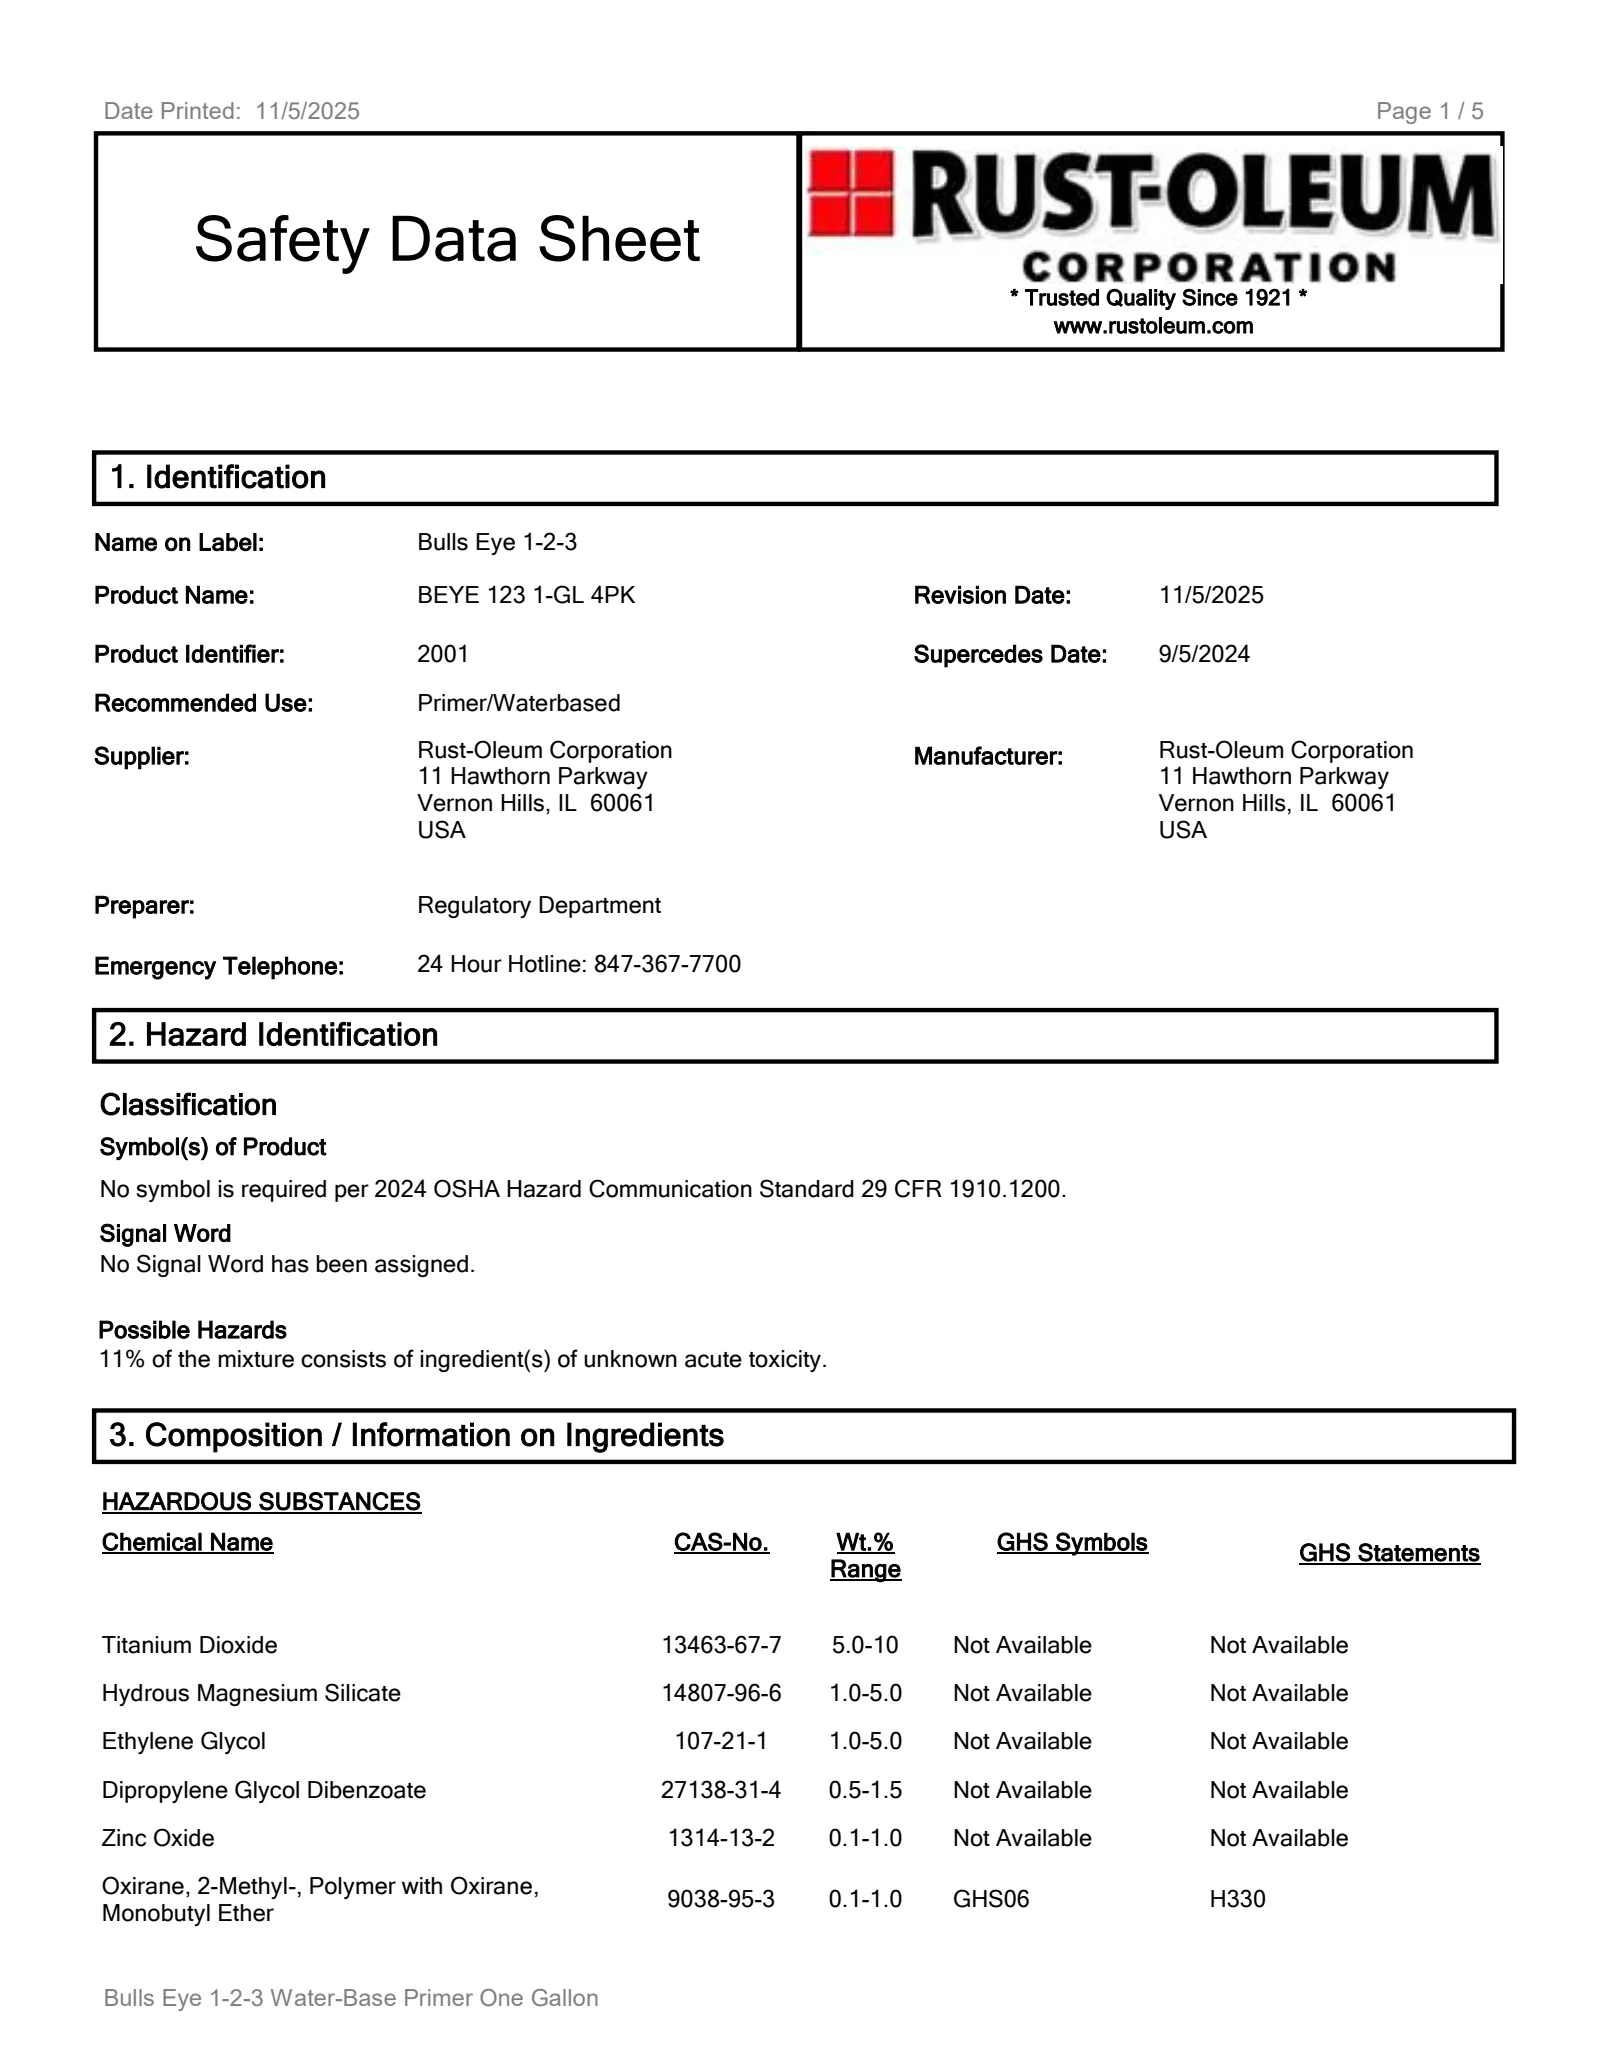 Date Printed: 11/5/2025 Page 1 / 5
Safety Data Sheet
RUST-OLEUM
CORPORATION
* Trusted Quality Since 1921 *
www.rustoleum.com
1. Identification
Name on Label: Bulls Eye 1-2-3
Product Name: BEYE 123 1-GL 4PK Revision Date: 11/5/2025
Product Identifier: 2001 Supercedes Date: 9/5/2024
Recommended Use: Primer/Waterbased
Supplier: Rust-Oleum Corporation Manufacturer: Rust-Oleum Corporation
11 Hawthorn Parkway 11 Hawthorn Parkway
Vernon Hills, IL 60061 Vernon Hills, IL 60061
USA USA
Preparer: Regulatory Department
Emergency Telephone: 24 Hour Hotline: 847-367-7700
2. Hazard Identification
Classification
Symbol(s) of Product
No symbol is required per 2024 OSHA Hazard Communication Standard 29 CFR 1910.1200.
Signal Word
No Signal Word has been assigned.
Possible Hazards
11% of the mixture consists of ingredient(s) of unknown acute toxicity.
3. Composition / Information on Ingredients
HAZARDOUS SUBSTANCES
Chemical Name CAS-No. Wt.% Range GHS Symbols GHS Statements
Titanium Dioxide 13463-67-7 5.0-10 Not Available Not Available
Hydrous Magnesium Silicate 14807-96-6 1.0-5.0 Not Available Not Available
Ethylene Glycol 107-21-1 1.0-5.0 Not Available Not Available
Dipropylene Glycol Dibenzoate 27138-31-4 0.5-1.5 Not Available Not Available
Zinc Oxide 1314-13-2 0.1-1.0 Not Available Not Available
Oxirane, 2-Methyl-, Polymer with Oxirane,
Monobutyl Ether 9038-95-3 0.1-1.0 GHS06 H330
Bulls Eye 1-2-3 Water-Base Primer One Gallon